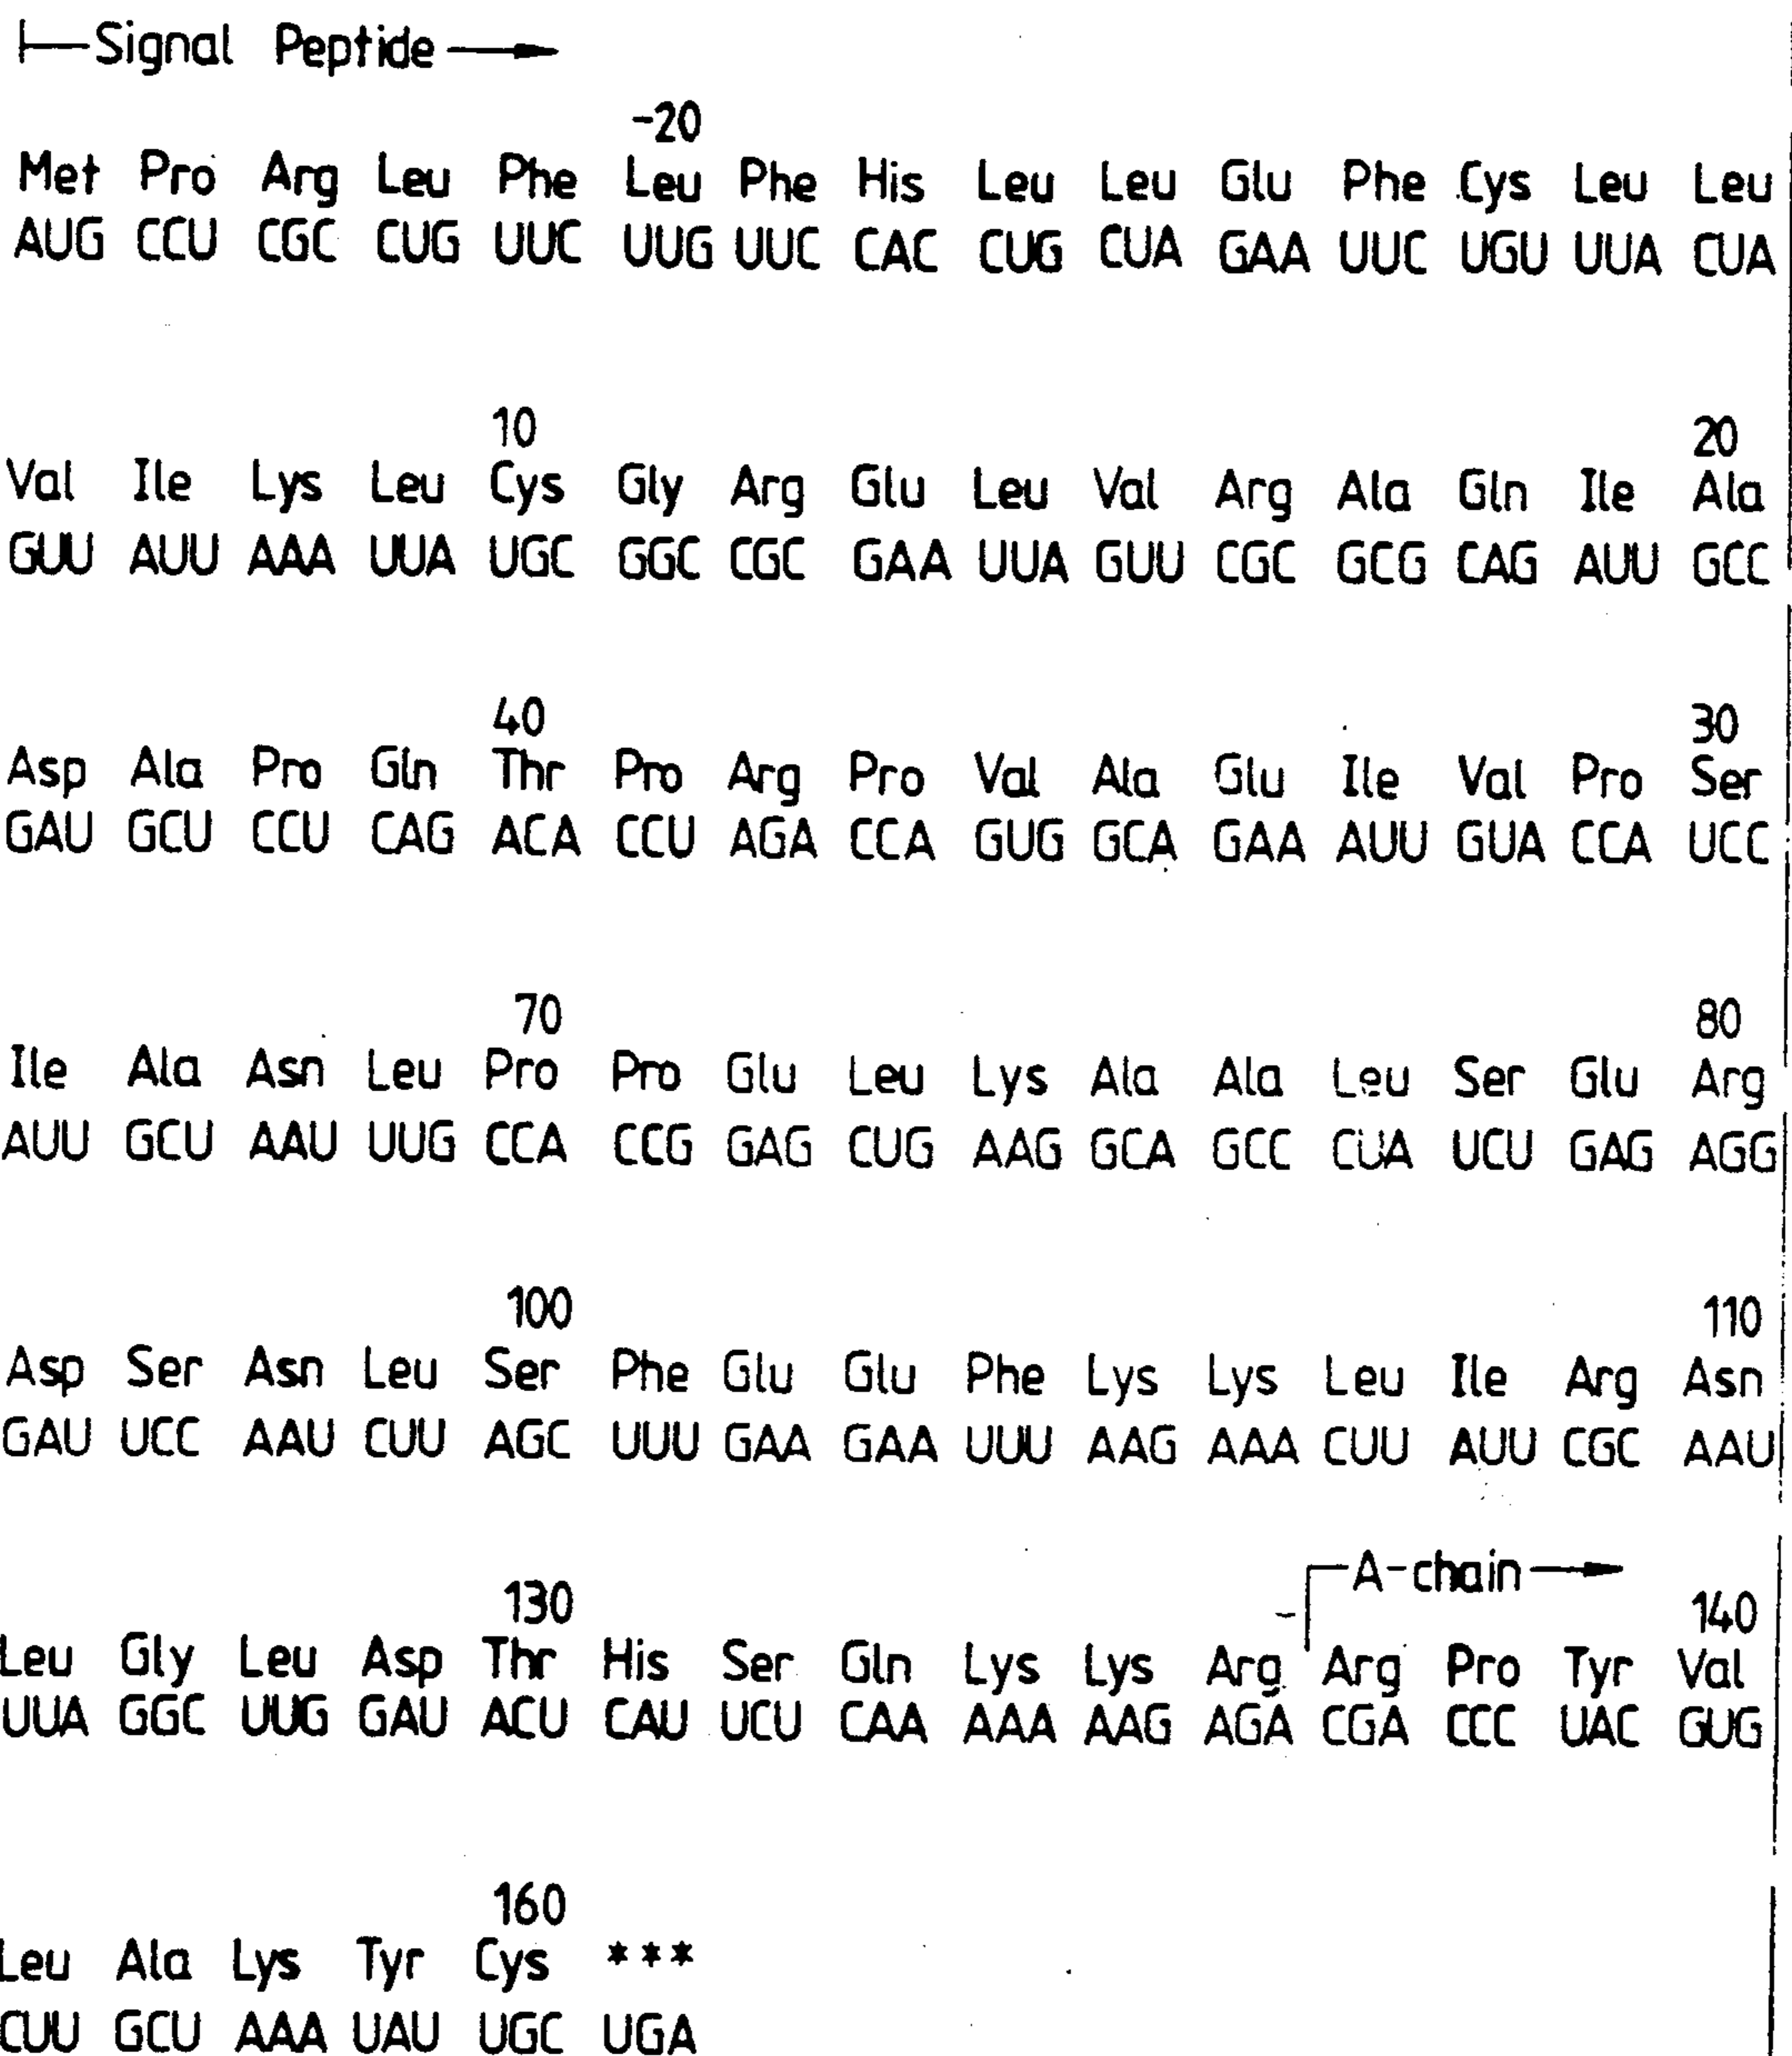 Signal Peptide
-20
Met Pro Arg Leu Phe Leu Phe His Leu Leu Glu Phe Cys Leu Leu
AUG CCU CGC CUG UUC UUG UUC CAC CUG CUA GAA UUC UGU UUA CUA
10 20
Val Ile Lys Leu Cys Gly Arg Glu Leu Val Arg Ala Gln Ile Ala
GUU AUU AAA UUA UGC GGC CGC GAA UUA GUU CGC GCG CAG AUU GCC
40 30
Asp Ala Pro Gln Thr Pro Arg Pro Val Ala Glu Ile Val Pro Ser
GAU GCU CCU CAG ACA CCU AGA CCA GUG GCA GAA AUU GUA CCA UCC
70 80
Ile Ala Asn Leu Pro Pro Glu Leu Lys Ala Ala Leu Ser Glu Arg
AUU GCU AAU UUG CCA CCG GAG CUG AAG GCA GCC CUA UCU GAG AGG
100 110
Asp Ser Asn Leu Ser Phe Glu Glu Phe Lys Lys Leu Ile Arg Asn
GAU UCC AAU CUU AGC UUU GAA GAA UUU AAG AAA CUU AUU CGC AAU
A-chain
130 140
Leu Gly Leu Asp Thr His Ser Gln Lys Lys Arg Arg Pro Tyr Val
UUA GGC UUG GAU ACU CAU UCU CAA AAA AAG AGA CGA CCC UAC GUG
160
Leu Ala Lys Tyr Cys ***
CUU GCU AAA UAU UGC UGA